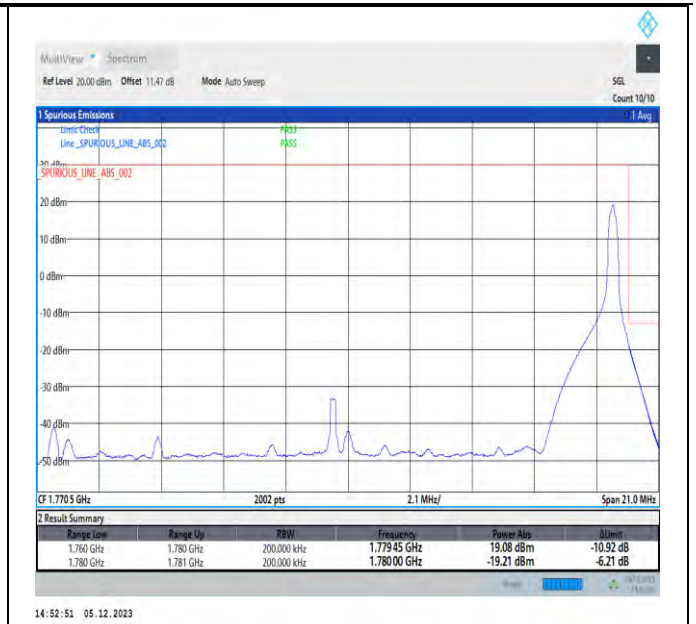 MultiView Spectrum
Ref Level 20.00 dBm Offset 11.47 dB Mode Auto Sweep SGL
Count 10/10
1 Spurious Emissions 1 Avg
Limit Check PASS
Line _SPURIOUS_LINE_ABS_002 PASS
_SPURIOUS_LINE_ABS_002
20 dBm
10 dBm
0 dBm
-10 dBm
-20 dBm
-30 dBm
-40 dBm
-50 dBm
CF 1.7705 GHz 2002 pts 2.1 MHz/ Span 21.0 MHz
2 Result Summary
Range Low Range Up RBW Frequency Power Abs ΔLimit
1.760 GHz 1.780 GHz 200.000 kHz 1.77945 GHz 19.08 dBm -10.92 dB
1.780 GHz 1.781 GHz 200.000 kHz 1.78000 GHz -19.21 dBm -6.21 dB
14:52:51 05.12.2023